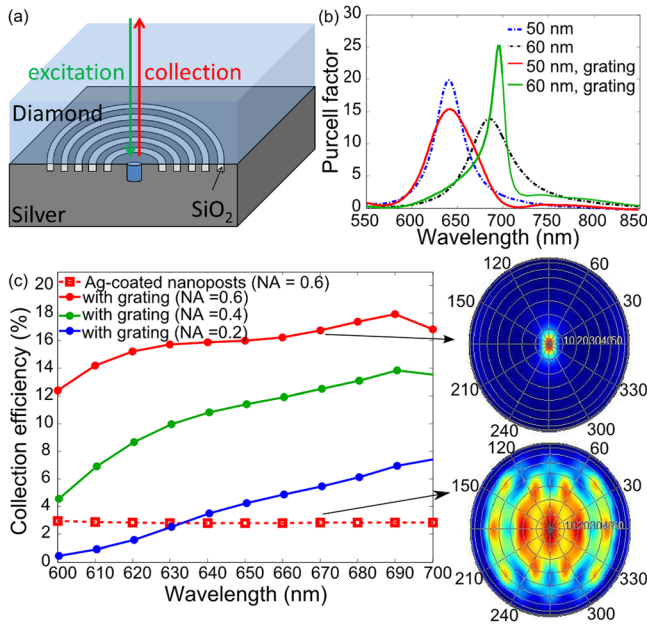 (a)
excitation
collection
Diamond
SiO2
Silver
(b)
Purcell factor
30
25
20
15
10
5
0
50 nm
60 nm
50 nm, grating
60 nm, grating
550 600 650 700 750 800 850
Wavelength (nm)
(c)
Collection efficiency (%)
20
18
16
14
12
10
8
6
4
2
0
Ag-coated nanoposts (NA = 0.6)
with grating (NA =0.6)
with grating (NA =0.4)
with grating (NA =0.2)
600 610 620 630 640 650 660 670 680 690 700
Wavelength (nm)
120 60
150 30
1020304050
210 330
240 300
120 60
150 30
1020304050
210 330
240 300